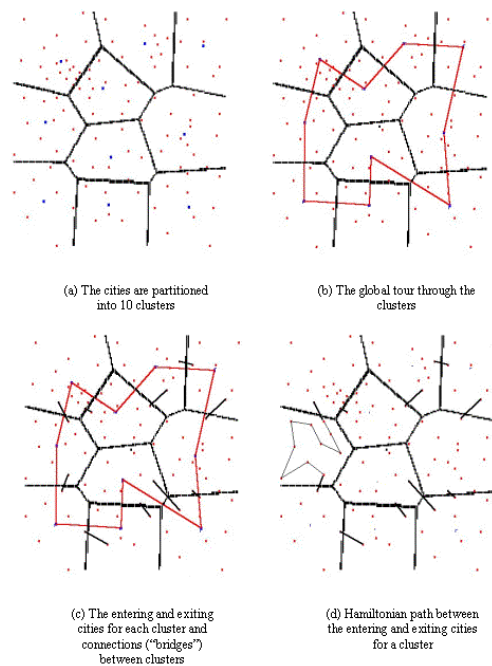 (a) The cities are partitioned
into 10 clusters
(b) The global tour through the
clusters
(c) The entering and exiting
cities for each cluster and
connections (“bridges”)
between clusters
(d) Hamiltonian path between
the entering and exiting cities
for a cluster